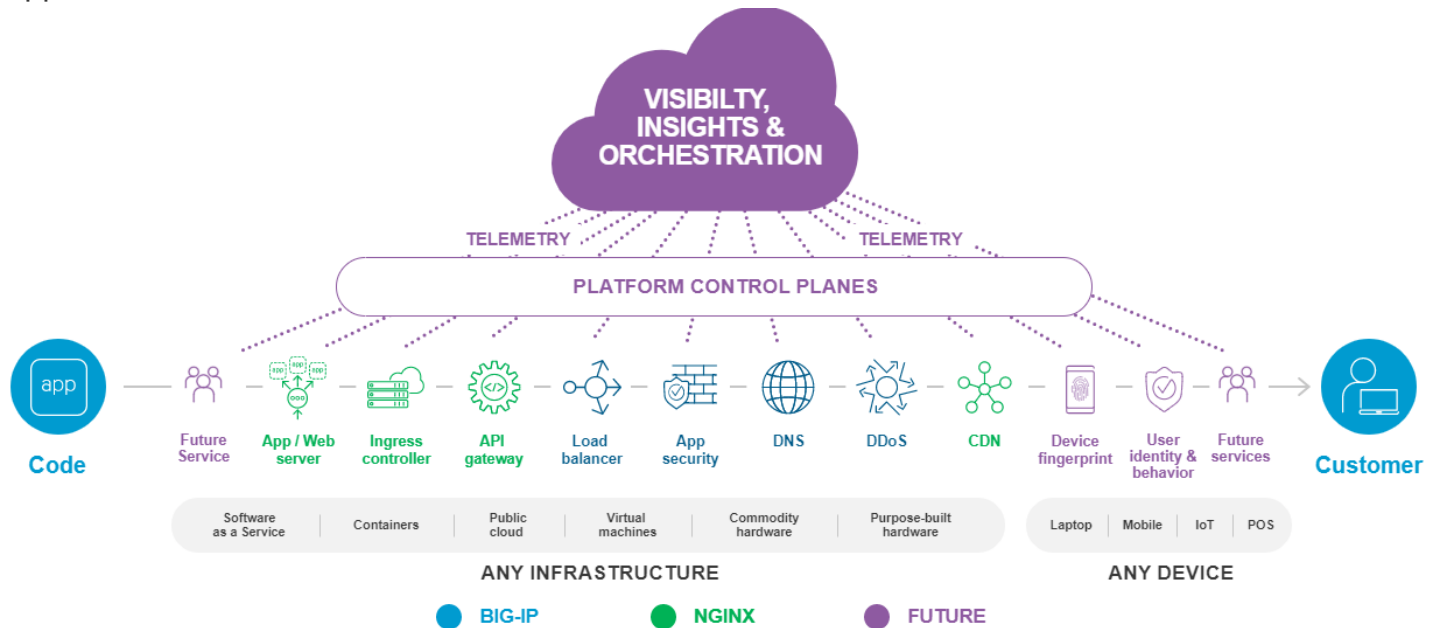 VISIBILTY,
INSIGHTS &
ORCHESTRATION
TELEMETRY
TELEMETRY
PLATFORM CONTROL PLANES
app
app
app
app
Code
Future
Service
App / Web
server
Ingress
controller
API
gateway
Load
balancer
App
security
DNS
DDoS
CDN
Device
fingerprint
User
identity &
behavior
Future
services
Customer
Software
as a Service
Containers
Public
cloud
Virtual
machines
Commodity
hardware
Purpose-built
hardware
Laptop
Mobile
IoT
POS
ANY INFRASTRUCTURE
ANY DEVICE
BIG-IP
NGINX
FUTURE